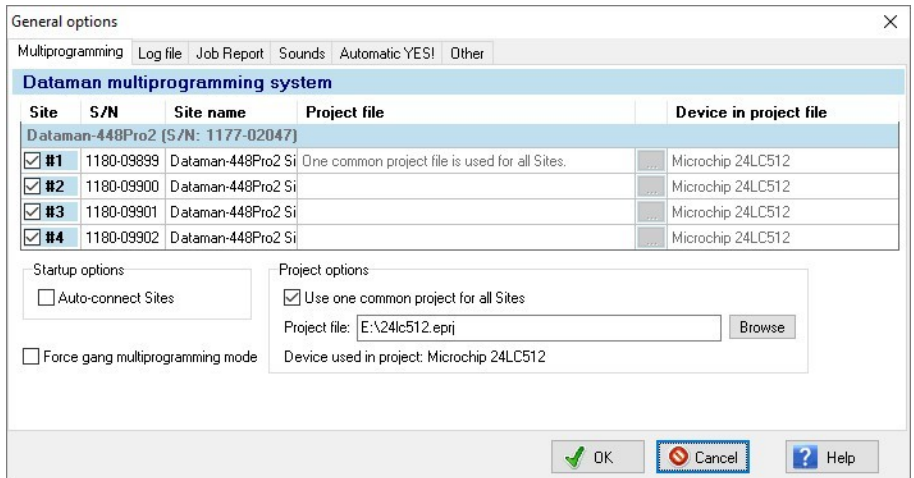 General options
Multiprogramming Log file Job Report Sounds Automatic YES! Other
Dataman multiprogramming system
Site S/N Site name Project file Device in project file
Dataman-448Pro2 (S/N: 1177-02047)
#1 1180-09899 Dataman-448Pro2 Si One common project file is used for all Sites. ... Microchip 24LC512
#2 1180-09900 Dataman-448Pro2 Si ... Microchip 24LC512
#3 1180-09901 Dataman-448Pro2 Si ... Microchip 24LC512
#4 1180-09902 Dataman-448Pro2 Si ... Microchip 24LC512
Startup options
Auto-connect Sites
Force gang multiprogramming mode
Project options
Use one common project for all Sites
Project file: E:\24lc512.eprj Browse
Device used in project: Microchip 24LC512
OK Cancel ? Help